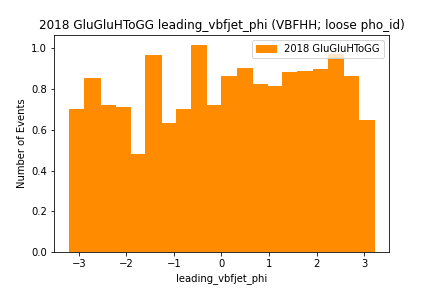 2018 GluGluHToGG leading_vbfjet_phi (VBFHH; loose pho_id)
2018 GluGluHToGG
Number of Events
1.0
0.8
0.6
0.4
0.2
0.0
−3 −2 −1 0 1 2 3
leading_vbfjet_phi